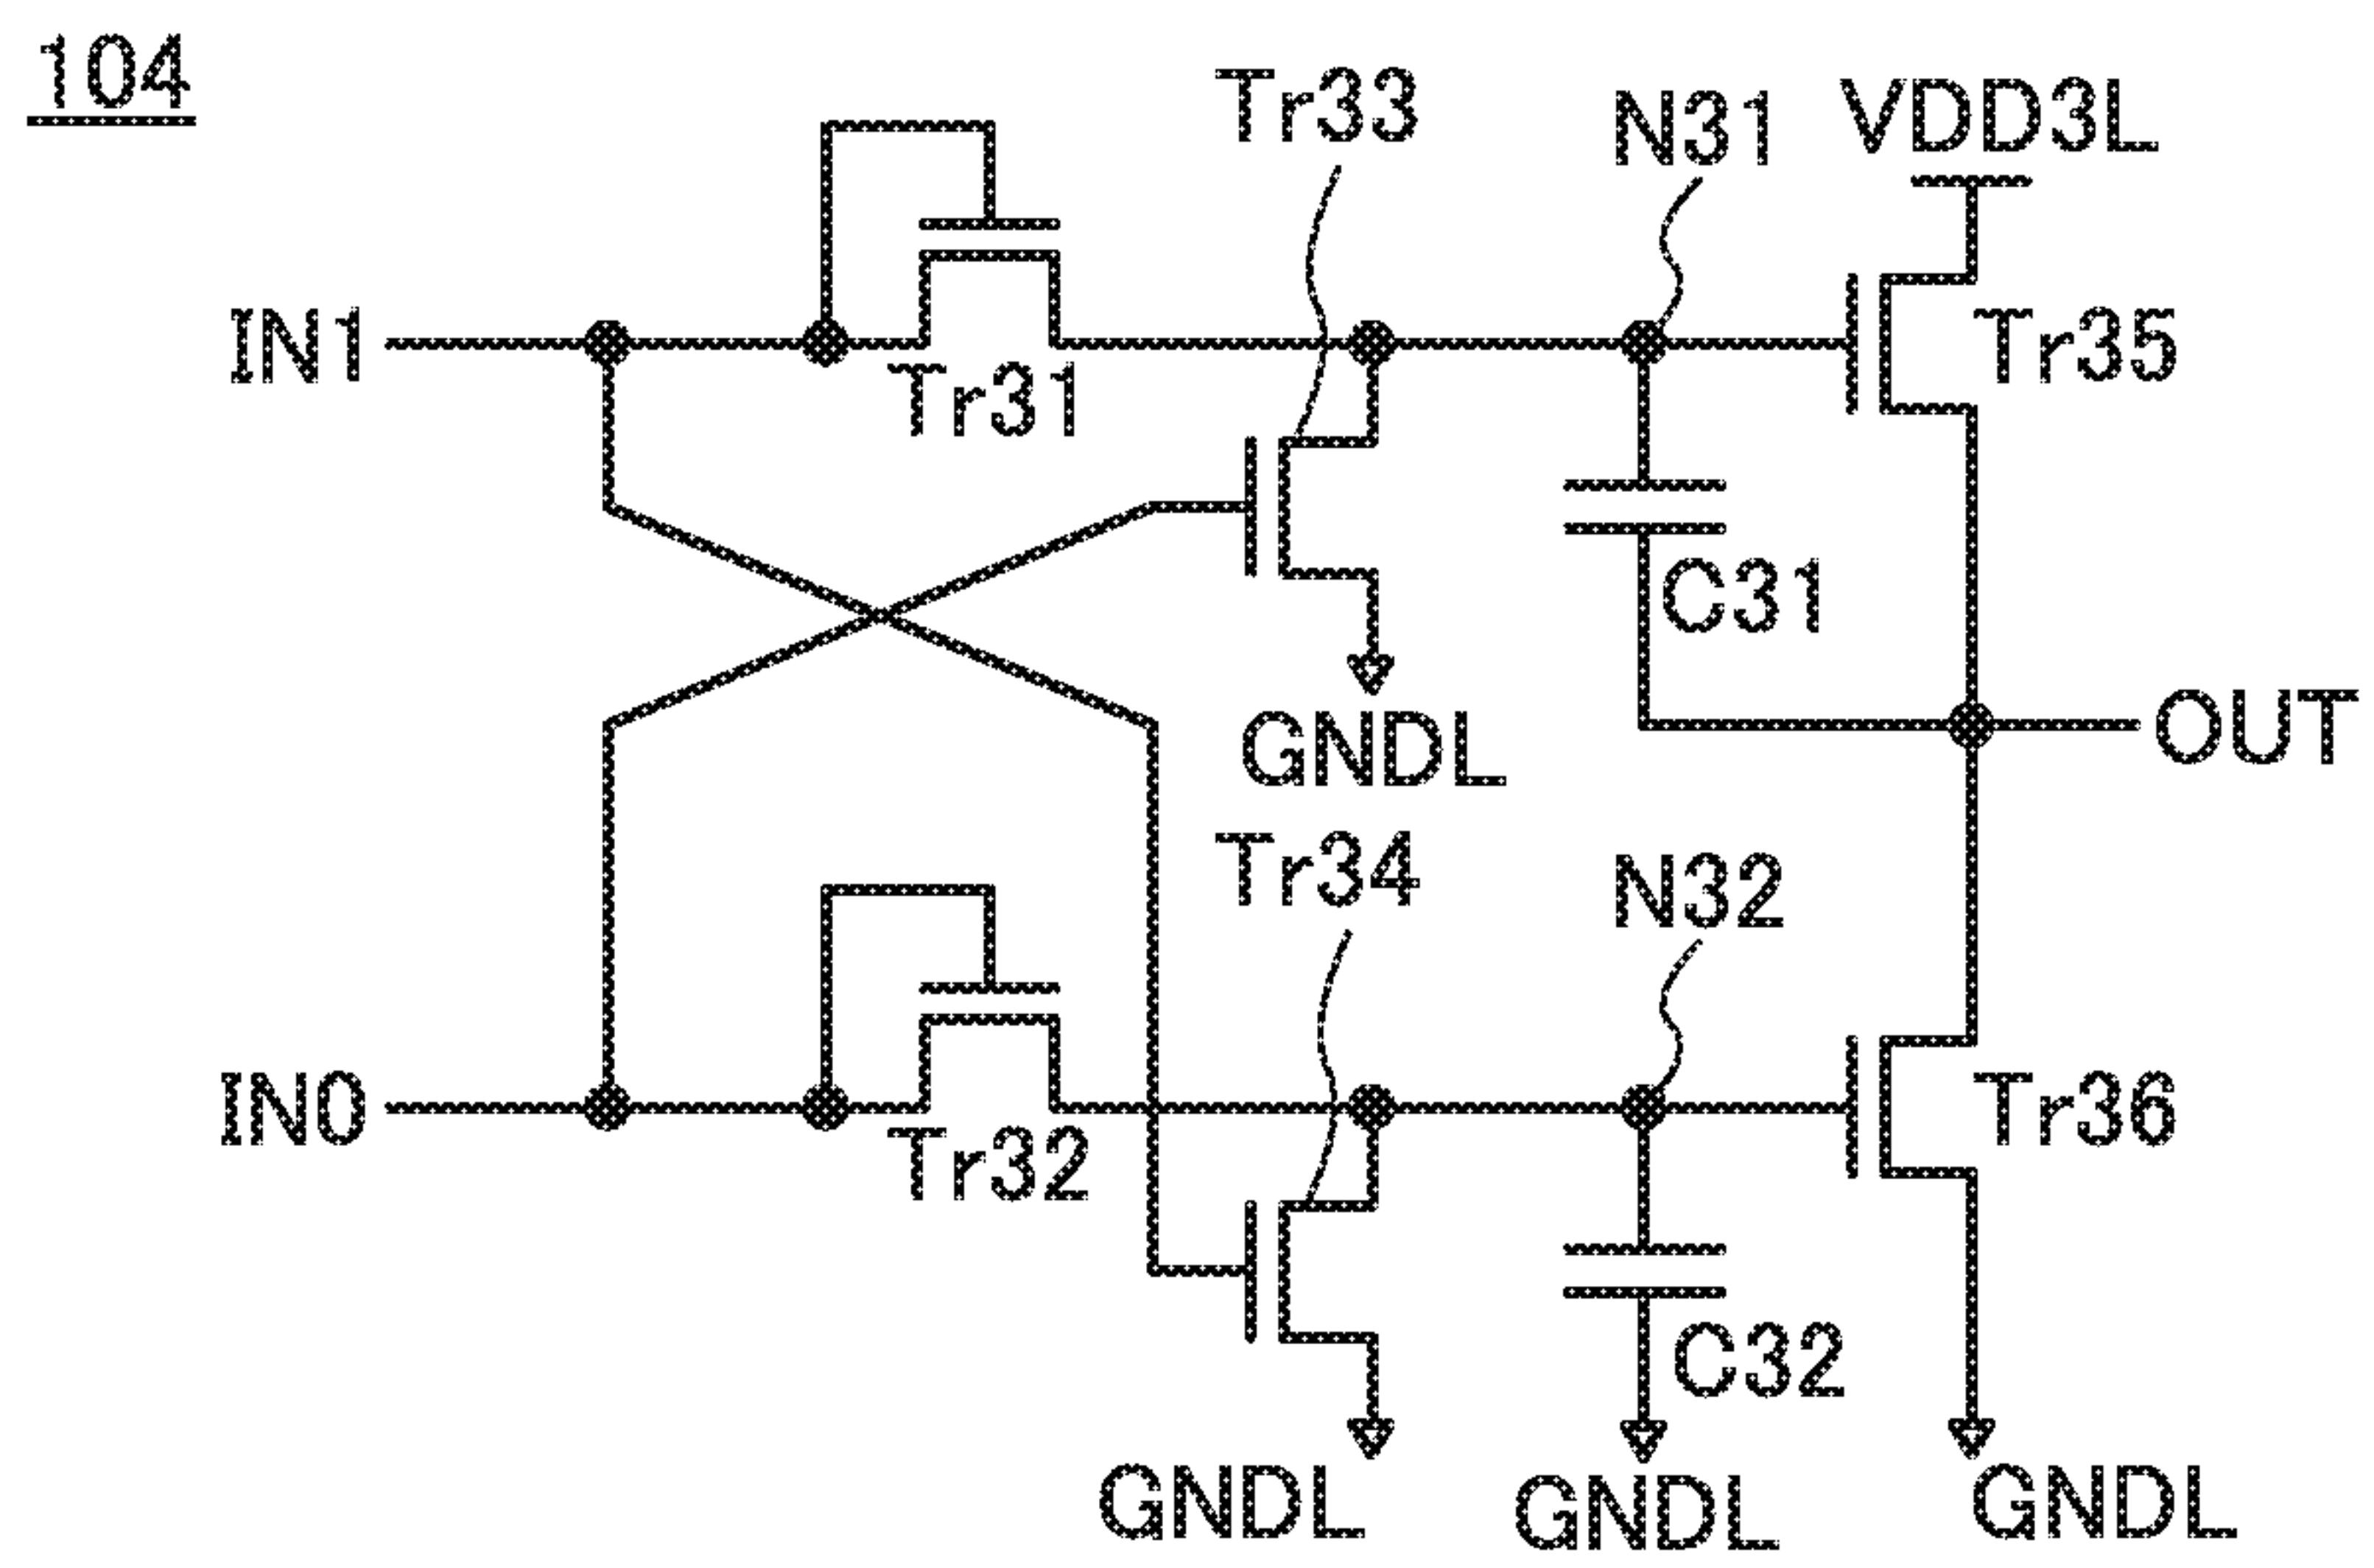 104
Tr33
N31
VDD3L
IN1
Tr31
Tr35
C31
GNDL
OUT
Tr34
N32
IN0
Tr32
Tr36
C32
GNDL
GNDL
GNDL